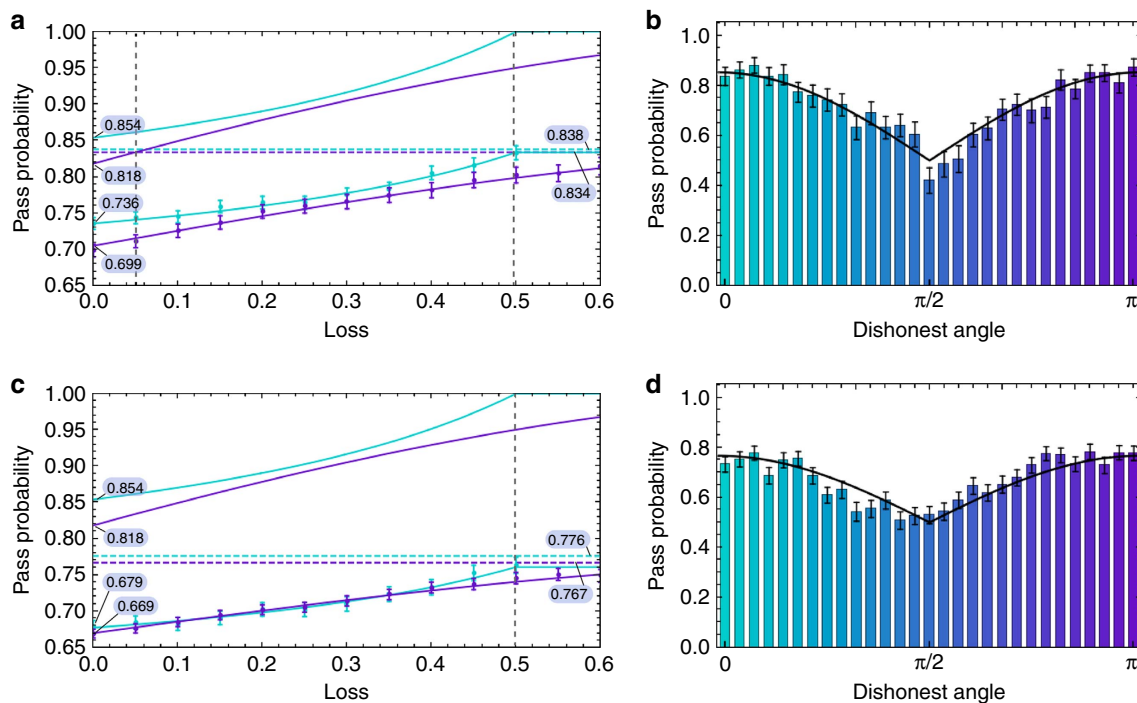 a
Pass probability
1.00
0.95
0.90
0.85
0.80
0.75
0.70
0.65
0.854
0.818
0.736
0.699
0.838
0.834
0.0 0.1 0.2 0.3 0.4 0.5 0.6
Loss
b
Pass probability
1.0
0.8
0.6
0.4
0.2
0.0
0 π/2 π
Dishonest angle
c
Pass probability
1.00
0.95
0.90
0.85
0.80
0.75
0.70
0.65
0.854
0.818
0.679
0.669
0.776
0.767
0.0 0.1 0.2 0.3 0.4 0.5 0.6
Loss
d
Pass probability
1.0
0.8
0.6
0.4
0.2
0.0
0 π/2 π
Dishonest angle